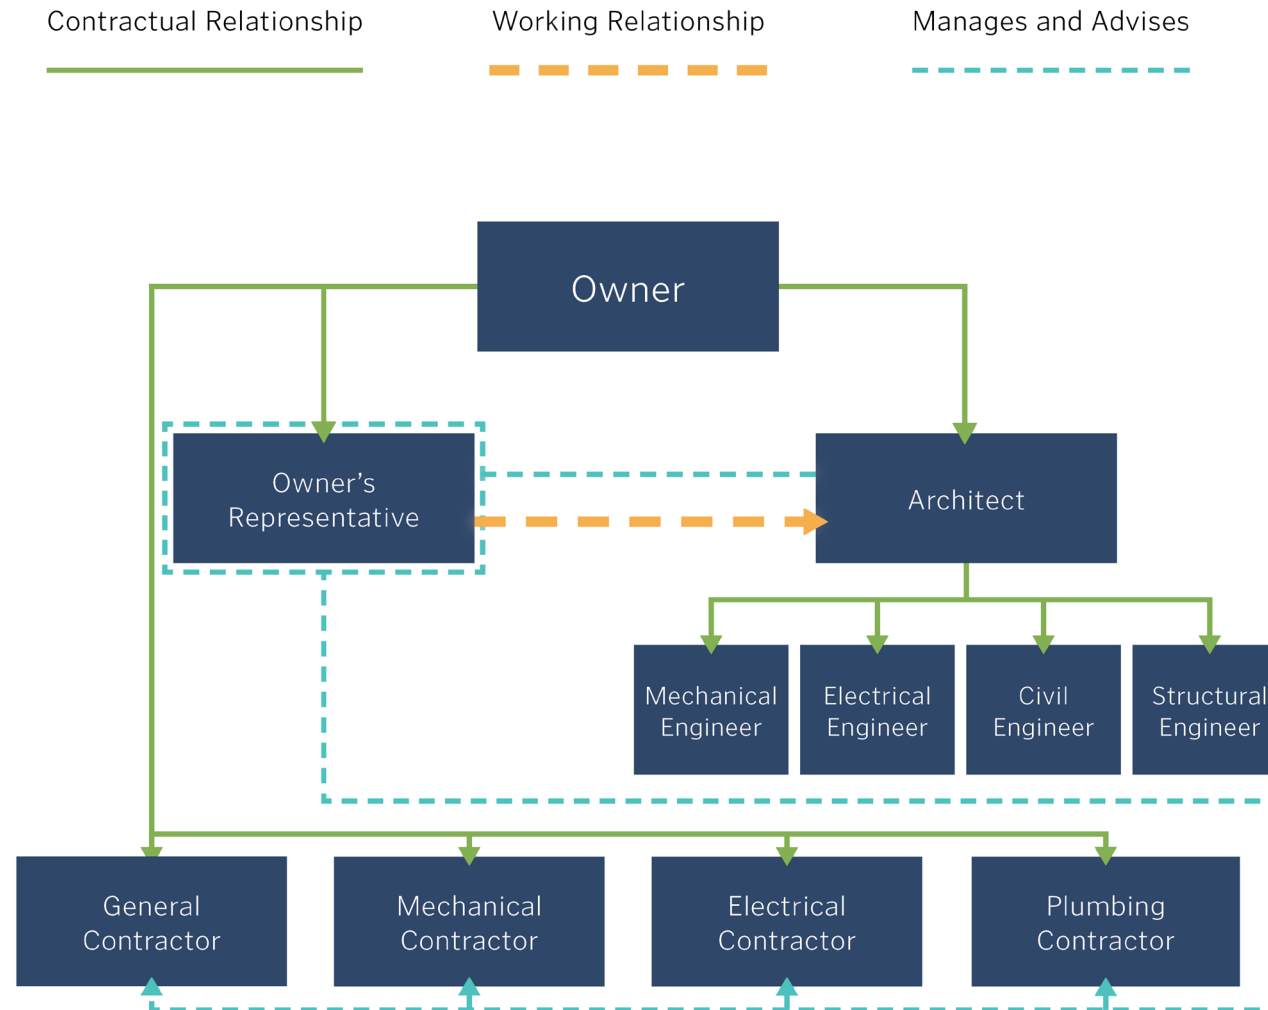 Contractual Relationship
Working Relationship
Manages and Advises
Owner
Owner’s
Representative
Architect
Mechanical
Engineer
Electrical
Engineer
Civil
Engineer
Structural
Engineer
General
Contractor
Mechanical
Contractor
Electrical
Contractor
Plumbing
Contractor